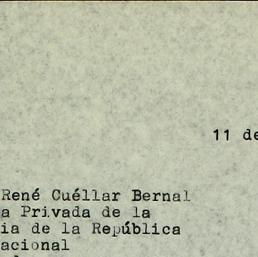 11 de
René Cuéllar Bernal
a Privada de la
ia de la República
acional